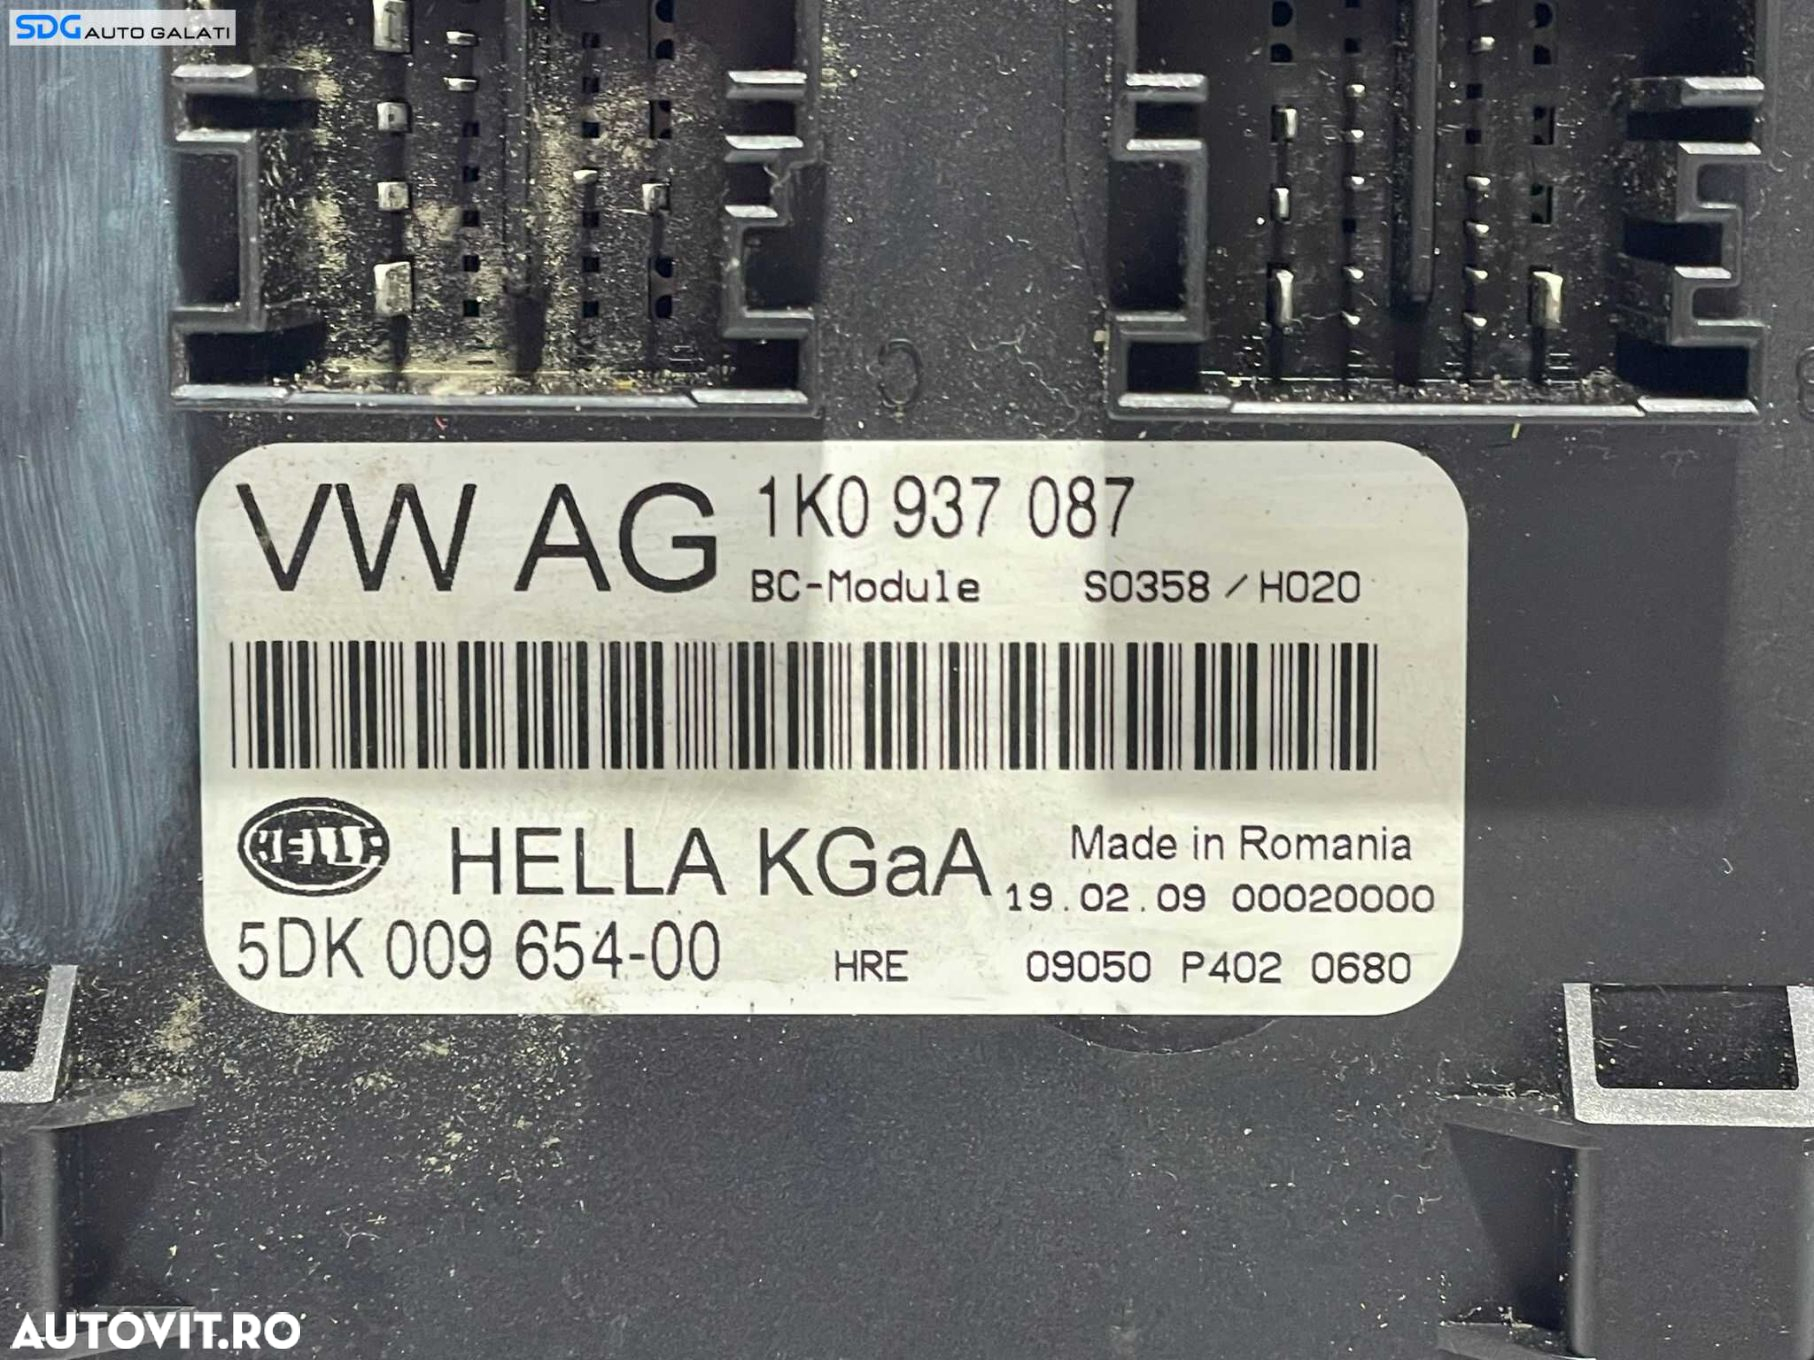 SDG AUTO GALATI
C
VW AG 1K0 937 087
BC-Module S0358 / H020
HELLA HELLA KGaA Made in Romania
19.02.09 00020000
5DK 009 654-00 HRE 09050 P402 0680
AUTOVIT.RO